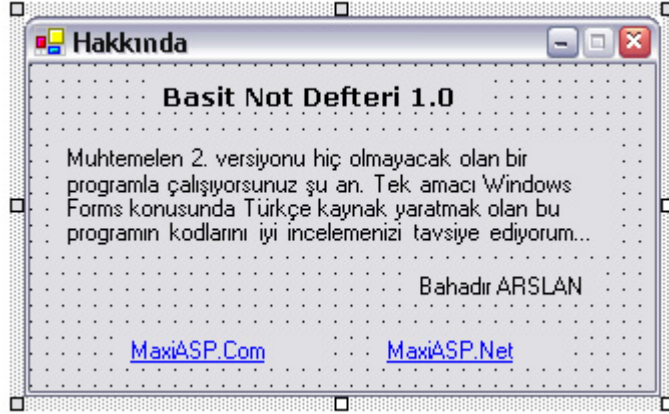 Hakkında
Basit Not Defteri 1.0
Muhtemelen 2. versiyonu hiç olmayacak olan bir
programla çalışıyorsunuz şu an. Tek amacı Windows
Forms konusunda Türkçe kaynak yaratmak olan bu
programın kodlarını iyi incelemenizi tavsiye ediyorum...
Bahadır ARSLAN
MaxiASP.Com MaxiASP.Net